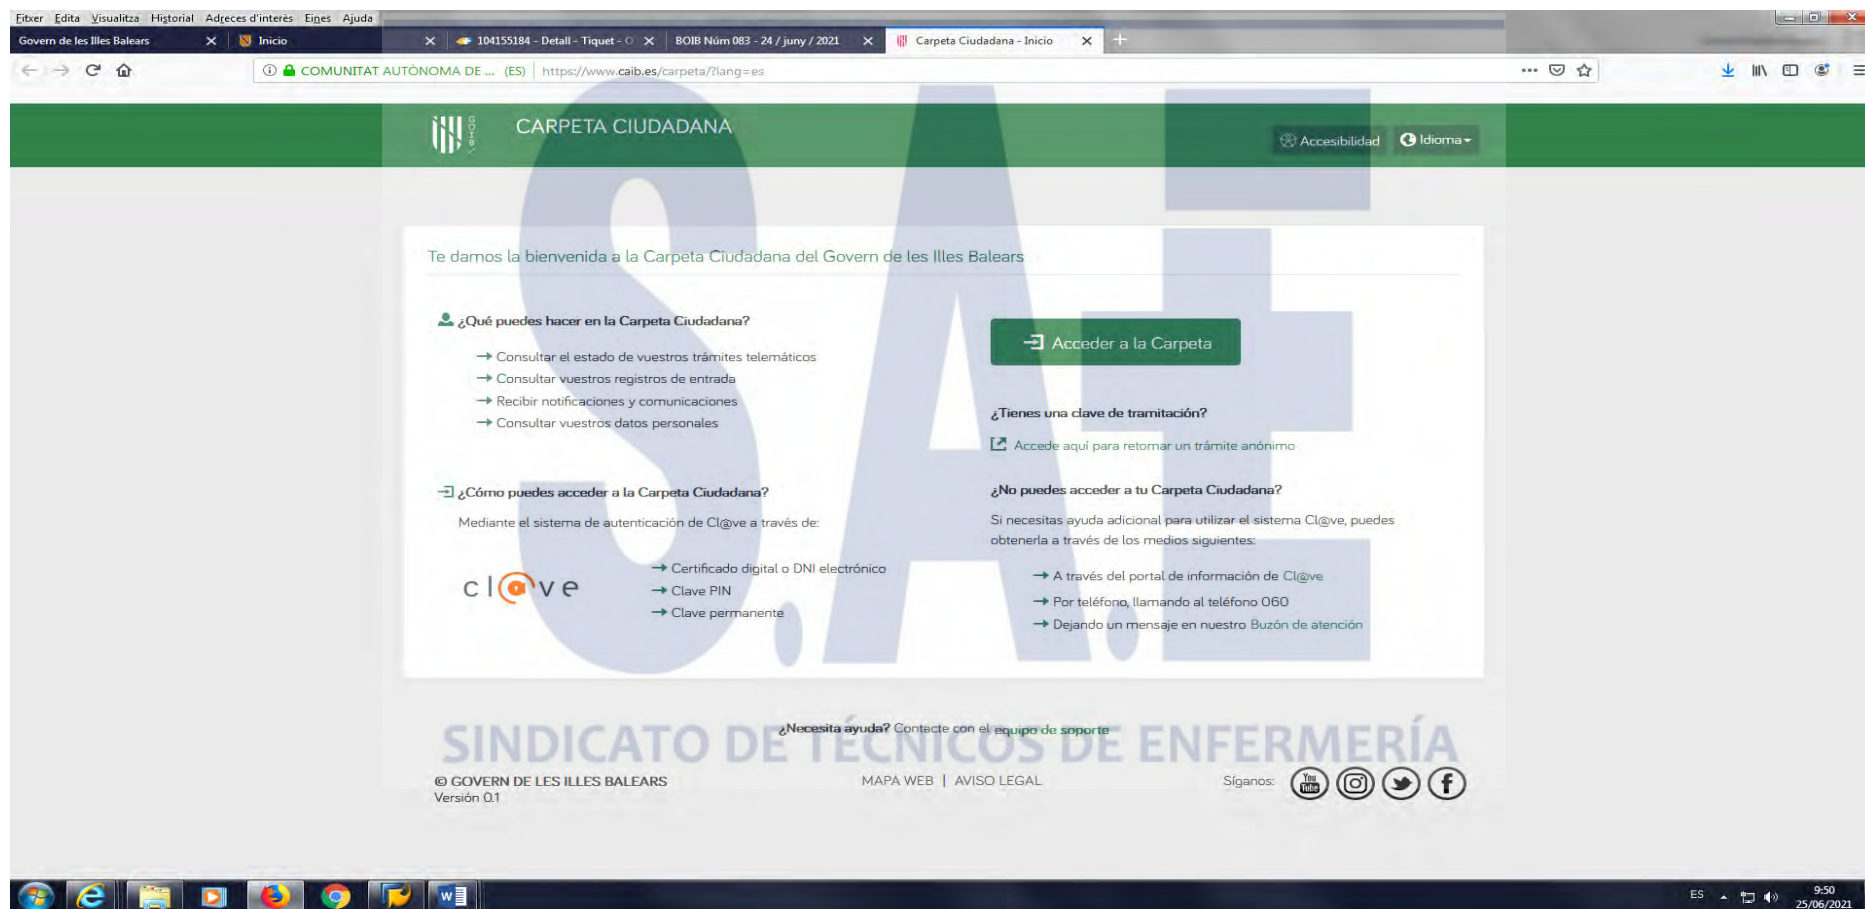 Fitxer Edita Visualitza Historial Adreces d'interès Eines Ajuda
Govern de les Illes Balears
Inicio
104155184 - Detall - Tiquet -
BOIB Núm 083 - 24 / juny / 2021
Carpeta Ciudadana - Inicio
COMUNITAT AUTÒNOMA DE ... (ES) https://www.caib.es/carpeta/?lang=es
GOIB
CARPETA CIUDADANA
Accesibilidad
Idioma
Te damos la bienvenida a la Carpeta Ciudadana del Govern de les Illes Balears
¿Qué puedes hacer en la Carpeta Ciudadana?
Consultar el estado de vuestros trámites telemáticos
Consultar vuestros registros de entrada
Recibir notificaciones y comunicaciones
Consultar vuestros datos personales
Acceder a la Carpeta
¿Tienes una clave de tramitación?
Accede aquí para retomar un trámite anónimo
¿Cómo puedes acceder a la Carpeta Ciudadana?
Mediante el sistema de autenticación de Cl@ve a través de:
cl@ve
Certificado digital o DNI electrónico
Clave PIN
Clave permanente
¿No puedes acceder a tu Carpeta Ciudadana?
Si necesitas ayuda adicional para utilizar el sistema Cl@ve, puedes
obtenerla a través de los medios siguientes:
A través del portal de información de Cl@ve
Por teléfono, llamando al teléfono 060
Dejando un mensaje en nuestro Buzón de atención
S.A.E
SINDICATO DE TÉCNICOS DE ENFERMERÍA
¿Necesita ayuda? Contacte con el equipo de soporte
© GOVERN DE LES ILLES BALEARS
Versión 0.1
MAPA WEB | AVISO LEGAL
Síganos:
You Tube
ES
9:50
25/06/2021